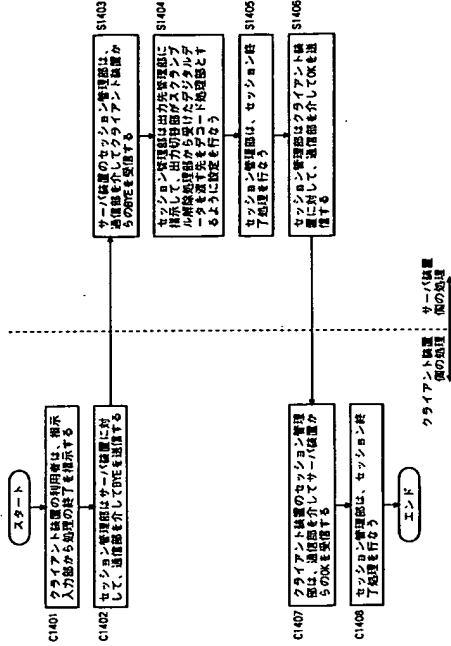 スタート
C1401
クライアント装置の利用者は、指示
入力部から処理の終了を指示する
C1402
セッション管理部はサーバ装置に対
して、通信部を介してBYEを送信する
S1403
サーバ装置のセッション管理部は、
通信部を介してクライアント装置か
らのBYEを受信する
S1404
セッション管理部は出力先管理部に
指示して、出力切替部がスクランブ
ル解除処理部から受けたデジタルデ
ータを渡す先をデコード処理部とす
るように設定を行なう
S1405
セッション管理部は、セッション終
了処理を行なう
S1406
セッション管理部はクライアント装
置に対して、通信部を介してOKを送
信する
C1407
クライアント装置のセッション管理
部は、通信部を介してサーバ装置か
らのOKを受信する
C1408
セッション管理部は、セッション終
了処理を行なう
エンド
クライアント装置
側の処理
サーバ装置
側の処理